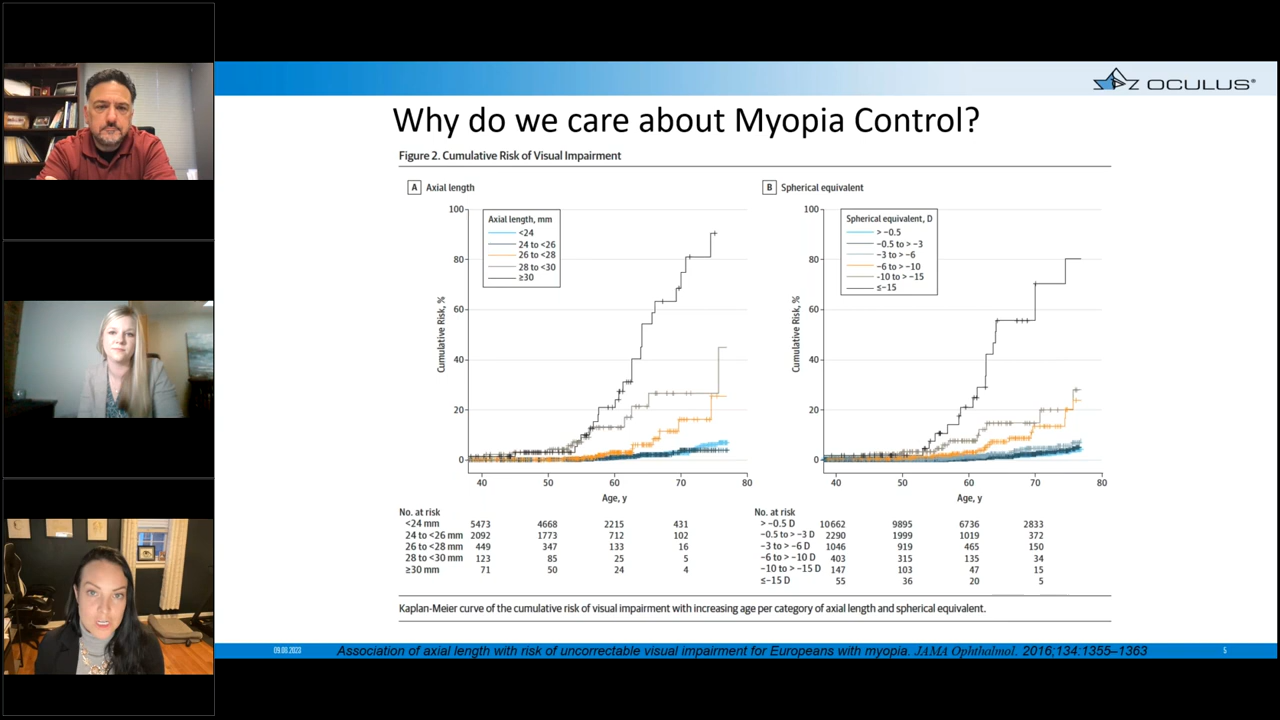 OCULUS®
Why do we care about Myopia Control?
Figure 2. Cumulative Risk of Visual Impairment
A Axial length
100
80
60
40
20
0
Cumulative Risk, %
Axial length, mm
<24
24 to <26
26 to <28
28 to <30
≥30
40 50 60 70 80
Age, y
No. at risk
<24 mm 5473 4668 2215 431
24 to <26 mm 2092 1773 712 102
26 to <28 mm 449 347 133 16
28 to <30 mm 123 85 25 5
≥30 mm 71 50 24 4
B Spherical equivalent
100
80
60
40
20
0
Cumulative Risk, %
Spherical equivalent, D
> −0.5
−0.5 to > −3
−3 to > −6
−6 to > −10
-10 to > −15
≤−15
40 50 60 70 80
Age, y
No. at risk
> −0.5 D 10662 9895 6736 2833
−0.5 to > −3 D 2290 1999 1019 372
−3 to > −6 D 1046 919 465 150
−6 to > −10 D 403 315 135 34
−10 to > −15 D 147 103 47 15
≤−15 D 55 36 20 5
Kaplan-Meier curve of the cumulative risk of visual impairment with increasing age per category of axial length and spherical equivalent.
Association of axial length with risk of uncorrectable visual impairment for Europeans with myopia. JAMA Ophthalmol. 2016;134:1355–1363
5